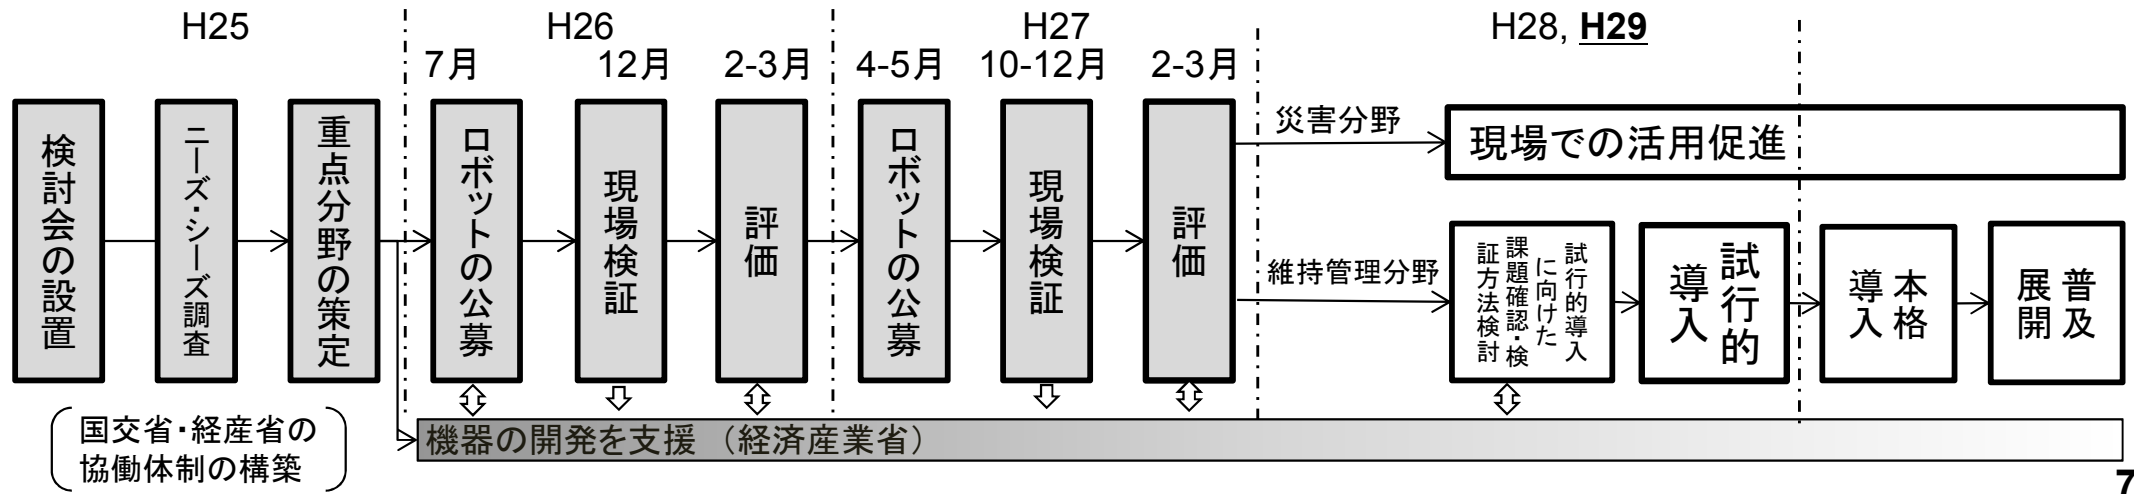 H25
H26
H27
H28, H29
7月
12月
2-3月
4-5月
10-12月
2-3月
検討会の設置
ニーズ・シーズ調査
重点分野の策定
ロボットの公募
現場検証
評価
ロボットの公募
現場検証
評価
災害分野
現場での活用促進
維持管理分野
試行的導入
に向けた
課題確認・検
証方法検討
試行的
導入
本格
導入
普及
展開
国交省・経産省の
協働体制の構築
機器の開発を支援 （経済産業省）
7